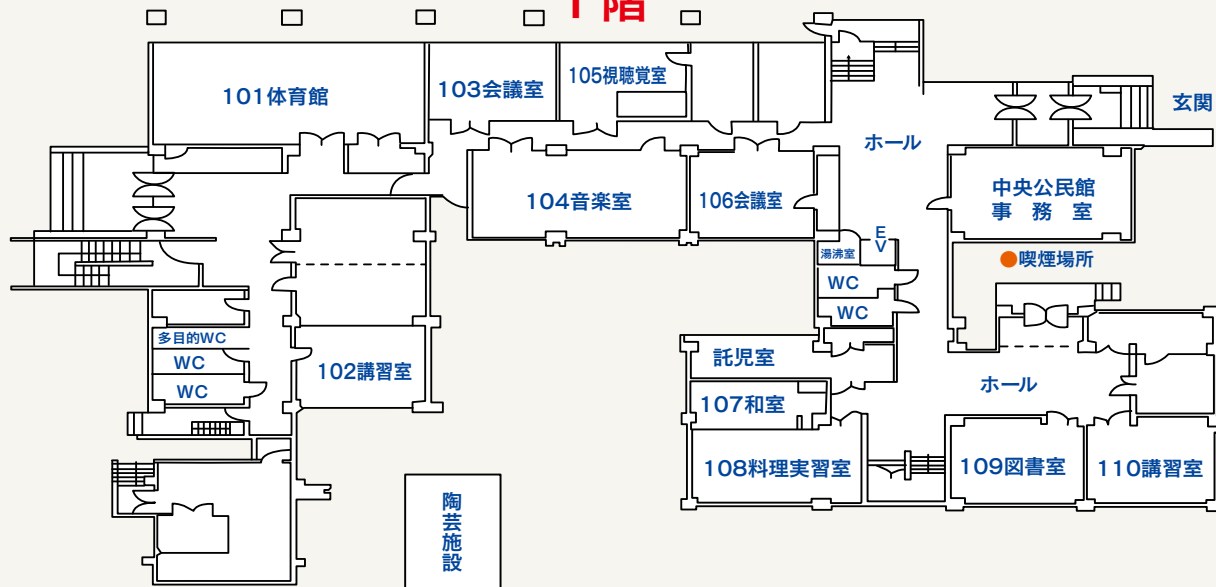 1階
101体育館
103会議室
105視聴覚室
玄関
ホール
104音楽室
106会議室
中央公民館
事務室
湯沸室
EV
喫煙場所
WC
WC
多目的WC
WC
WC
102講習室
託児室
ホール
107和室
108料理実習室
109図書室
110講習室
陶芸施設